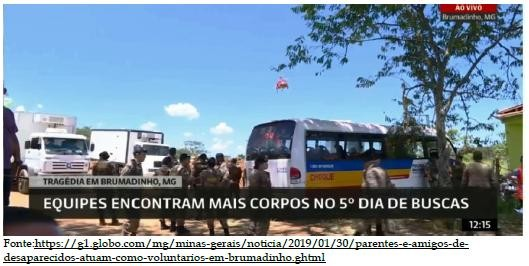 AO VIVO
Brumadinho, MG
CHOQUE
TRAGÉDIA EM BRUMADINHO, MG
EQUIPES ENCONTRAM MAIS CORPOS NO 5º DIA DE BUSCAS
12:15
Fonte:https://g1.globo.com/mg/minas-gerais/noticia/2019/01/30/parentes-e-amigos-de-
desaparecidos-atuam-como-voluntarios-em-brumadinho.ghtml